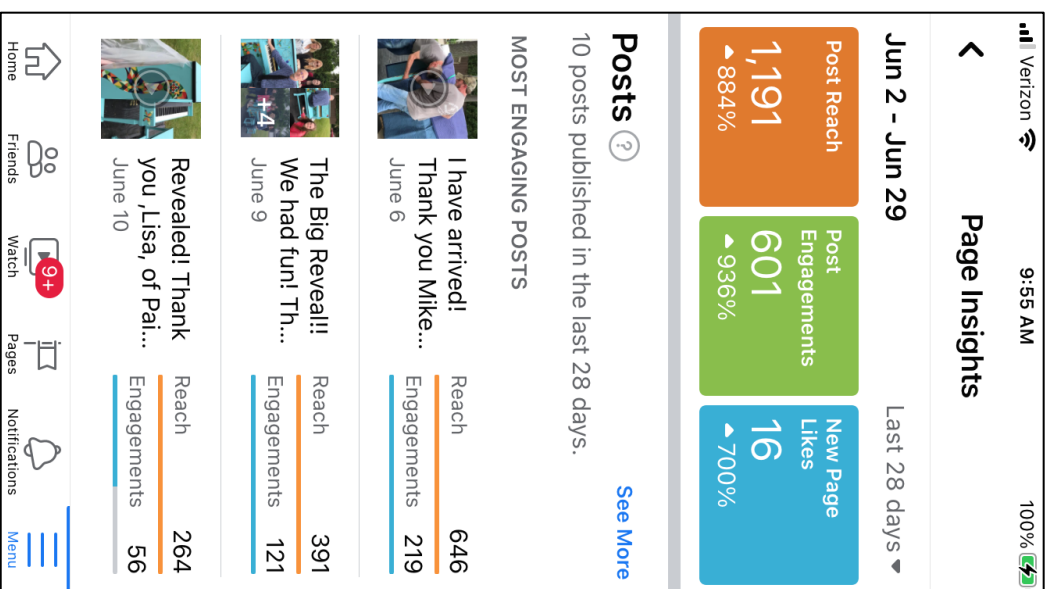 Verizon 9:55 AM 100%
Page Insights
Jun 2 - Jun 29 Last 28 days
Post Reach
1,191
884%
Post
Engagements
601
936%
New Page
Likes
16
700%
Posts ? See More
10 posts published in the last 28 days.
MOST ENGAGING POSTS
I have arrived!
Thank you Mike...
June 6
Reach 646
Engagements 219
+4
The Big Reveal!!
We had fun! Th...
June 9
Reach 391
Engagements 121
Revealed! Thank
you ,Lisa, of Pai...
June 10
Reach 264
Engagements 56
9+
Home Friends Watch Pages Notifications Menu